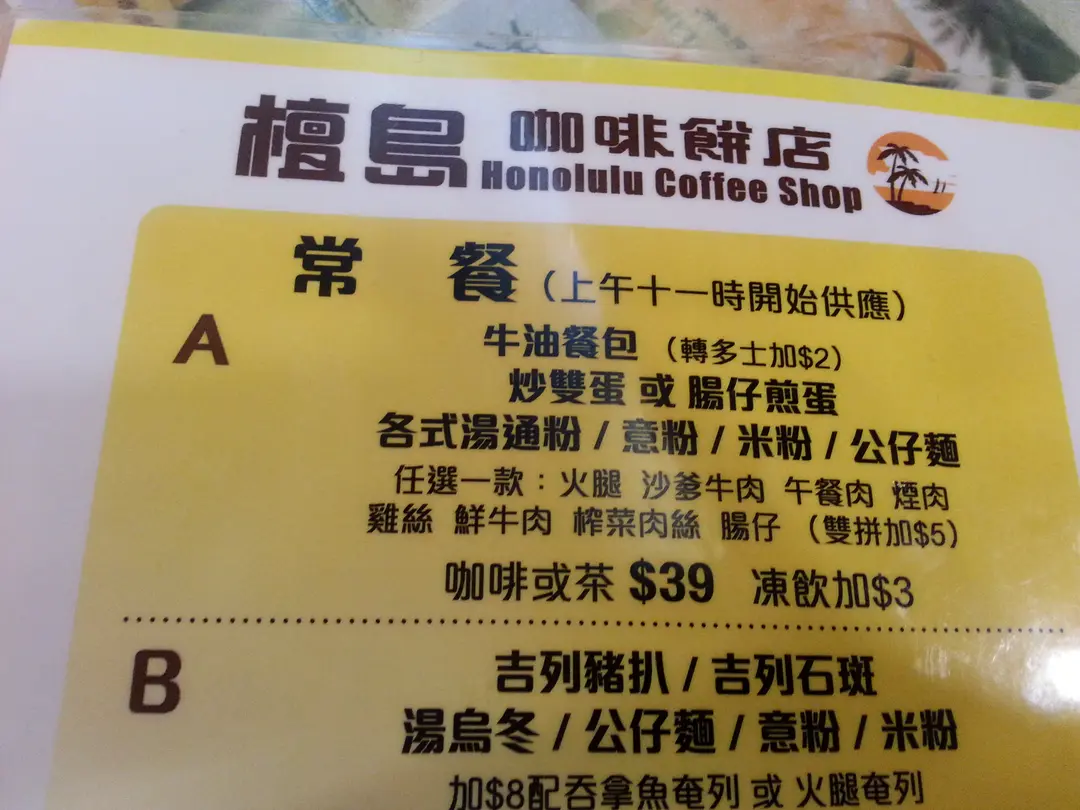 檀島 咖啡餅店
Honolulu Coffee Shop
常 餐 (上午十一時開始供應)
A
牛油餐包 (轉多士加$2)
炒雙蛋 或 腸仔煎蛋
各式湯通粉 / 意粉 / 米粉 / 公仔麵
任選一款：火腿 沙爹牛肉 午餐肉 煙肉
雞絲 鮮牛肉 榨菜肉絲 腸仔 (雙拼加$5)
咖啡或茶 $39 凍飲加$3
B
吉列豬扒 / 吉列石斑
湯烏冬 / 公仔麵 / 意粉 / 米粉
加$8配吞拿魚奄列 或 火腿奄列